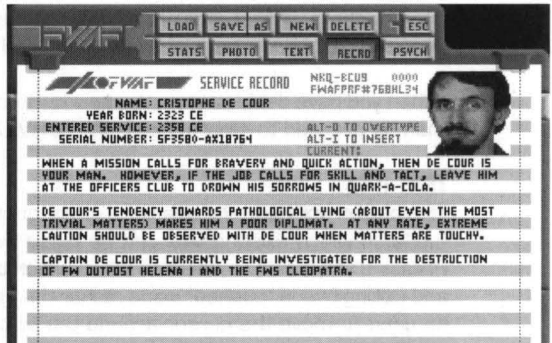 LOAD SAVE AS NEW DELETE ESC
FWAF
STATS PHOTO TEXT RECRD PSYCH
OFWAF SERVICE RECORD NRQ-BCU9 0000
FWAFPRF#768HL34
NAME: CRISTOPHE DE COUR
YEAR BORN: 2323 CE
ENTERED SERVICE: 2358 CE ALT-O TO OVERTYPE
SERIAL NUMBER: SF3580-AX18764 ALT-I TO INSERT
CURRENT:
WHEN A MISSION CALLS FOR BRAVERY AND QUICK ACTION, THEN DE COUR IS
YOUR MAN. HOWEVER, IF THE JOB CALLS FOR SKILL AND TACT, LEAVE HIM
AT THE OFFICERS CLUB TO DROWN HIS SORROWS IN QUARK-A-COLA.
DE COUR'S TENDENCY TOWARDS PATHOLOGICAL LYING (ABOUT EVEN THE MOST
TRIVIAL MATTERS) MAKES HIM A POOR DIPLOMAT. AT ANY RATE, EXTREME
CAUTION SHOULD BE OBSERVED WITH DE COUR WHEN MATTERS ARE TOUCHY.
CAPTAIN DE COUR IS CURRENTLY BEING INVESTIGATED FOR THE DESTRUCTION
OF FW OUTPOST HELENA I AND THE FWS CLEOPATRA.